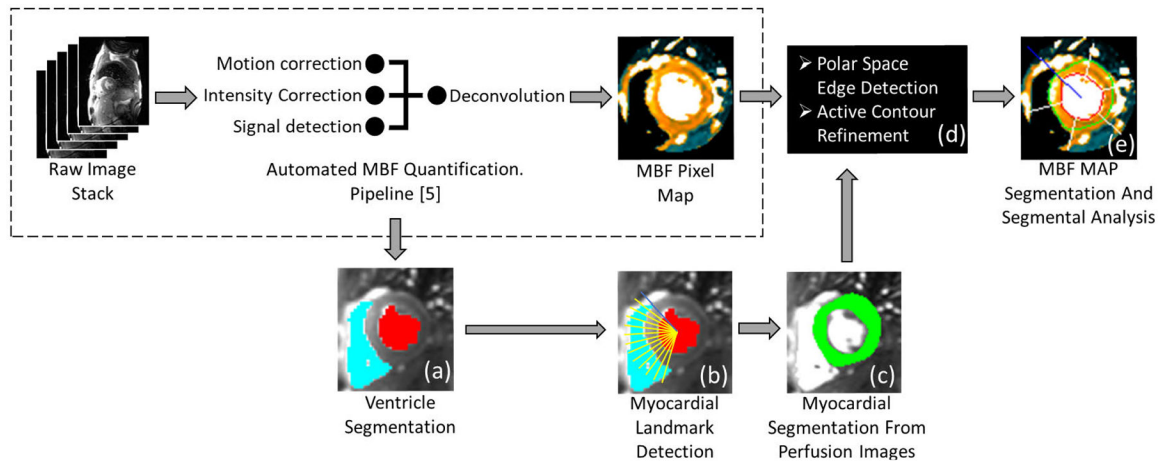 Motion correction
Intensity Correction
Signal detection
Deconvolution
Raw Image
Stack
Automated MBF Quantification.
Pipeline [5]
MBF Pixel
Map
➢ Polar Space
Edge Detection
➢ Active Contour
Refinement
(d)
(e)
MBF MAP
Segmentation And
Segmental Analysis
(a)
Ventricle
Segmentation
(b)
Myocardial
Landmark
Detection
(c)
Myocardial
Segmentation From
Perfusion Images